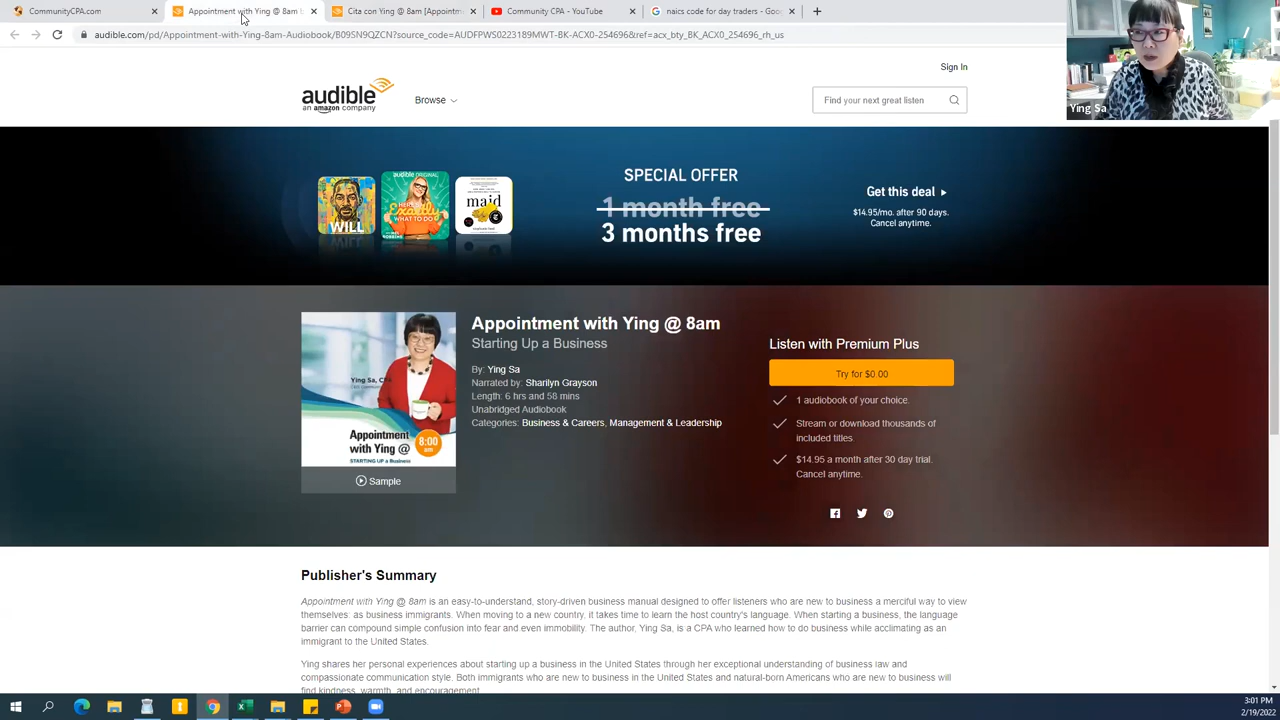 CommunityCPA.com
Appointment with Ying @ 8am
Cita con Ying @ 8am [Appointm
Community CPA - YouTube
naics code for day traders - Goo
audible.com/pd/Appointment-with-Ying-8am-Audiobook/B09SN9QZCN?source_code=AUDFPWS0223189MWT-BK-ACX0-254696&ref=acx_bty_BK_ACX0_254696_rh_us
Ying Sa
Sign In
audible
an amazon company
Browse
Find your next great listen
WILL
audible ORIGINAL
HERE'S
Exactly
WHAT TO DO
maid
SPECIAL OFFER
1 month free
3 months free
Get this deal
$14.95/mo. after 90 days.
Cancel anytime.
Ying Sa, CPA
Appointment
with Ying @
8:00
am
STARTING UP a Business
Sample
Appointment with Ying @ 8am
Starting Up a Business
By: Ying Sa
Narrated by: Sharilyn Grayson
Length: 6 hrs and 58 mins
Unabridged Audiobook
Categories: Business & Careers, Management & Leadership
Listen with Premium Plus
Try for $0.00
1 audiobook of your choice.
Stream or download thousands of
included titles.
$14.95 a month after 30 day trial.
Cancel anytime.
Publisher's Summary
Appointment with Ying @ 8am is an easy-to-understand, story-driven business manual designed to offer listeners who are new to business a merciful way to view
themselves: as business immigrants. When moving to a new country, it takes time to learn the host country's language. When starting a business, the language
barrier can compound simple confusion into fear and even immobility. The author, Ying Sa, is a CPA who learned how to do business while acclimating as an
immigrant to the United States.
Ying shares her personal experiences about starting up a business in the United States through her exceptional understanding of business law and
compassionate communication style. Both immigrants who are new to business in the United States and natural-born Americans who are new to business will
find kindness, warmth, and encouragement.
3:01 PM
2/19/2022